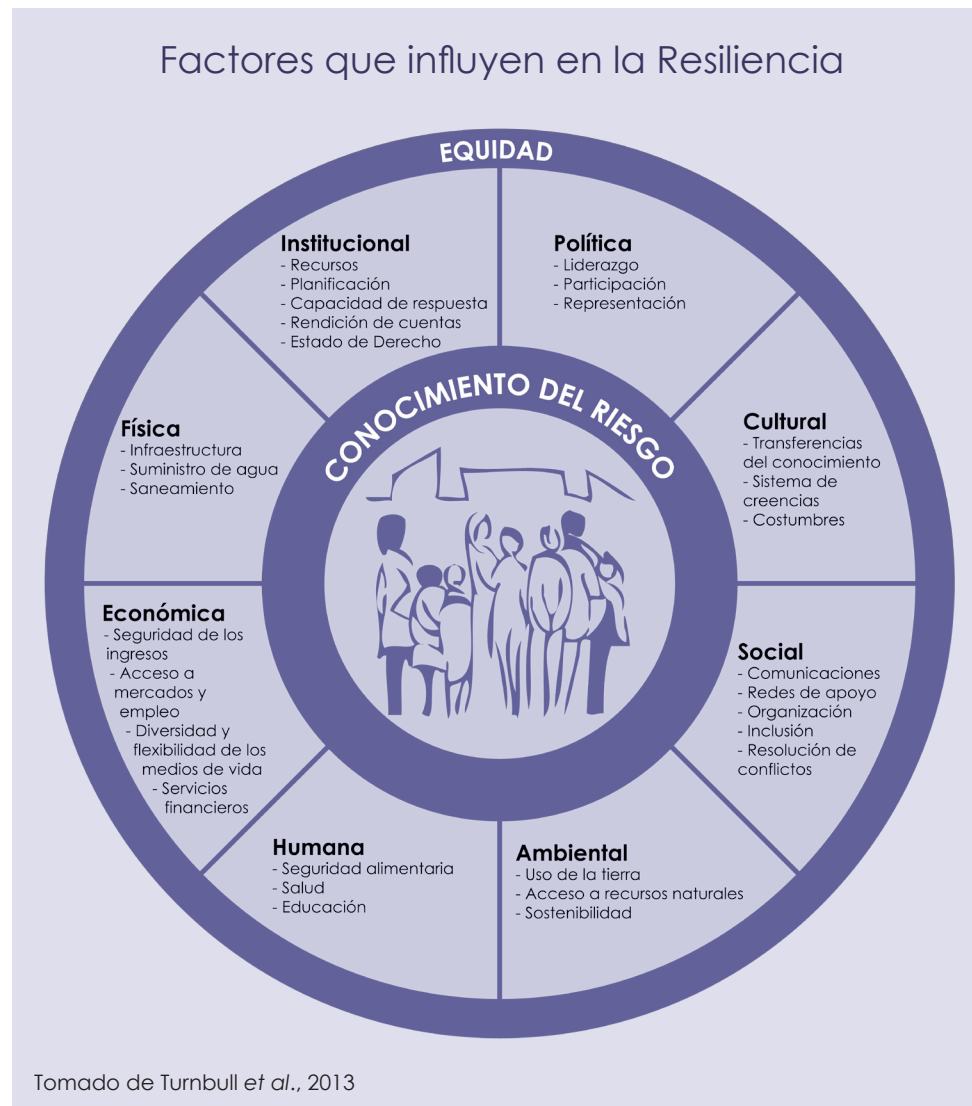 Factores que influyen en la Resiliencia
EQUIDAD
Institucional
- Recursos
- Planificación
- Capacidad de respuesta
- Rendición de cuentas
- Estado de Derecho
Política
- Liderazgo
- Participación
- Representación
CONOCIMIENTO DEL RIESGO
Física
- Infraestructura
- Suministro de agua
- Saneamiento
Cultural
- Transferencias
del conocimiento
- Sistema de
creencias
- Costumbres
Económica
- Seguridad de los
ingresos
- Acceso a
mercados y
empleo
- Diversidad y
flexibilidad de los
medios de vida
- Servicios
financieros
Social
- Comunicaciones
- Redes de apoyo
- Organización
- Inclusión
- Resolución de
conflictos
Humana
- Seguridad alimentaria
- Salud
- Educación
Ambiental
- Uso de la tierra
- Acceso a recursos naturales
- Sostenibilidad
Tomado de Turnbull et al., 2013